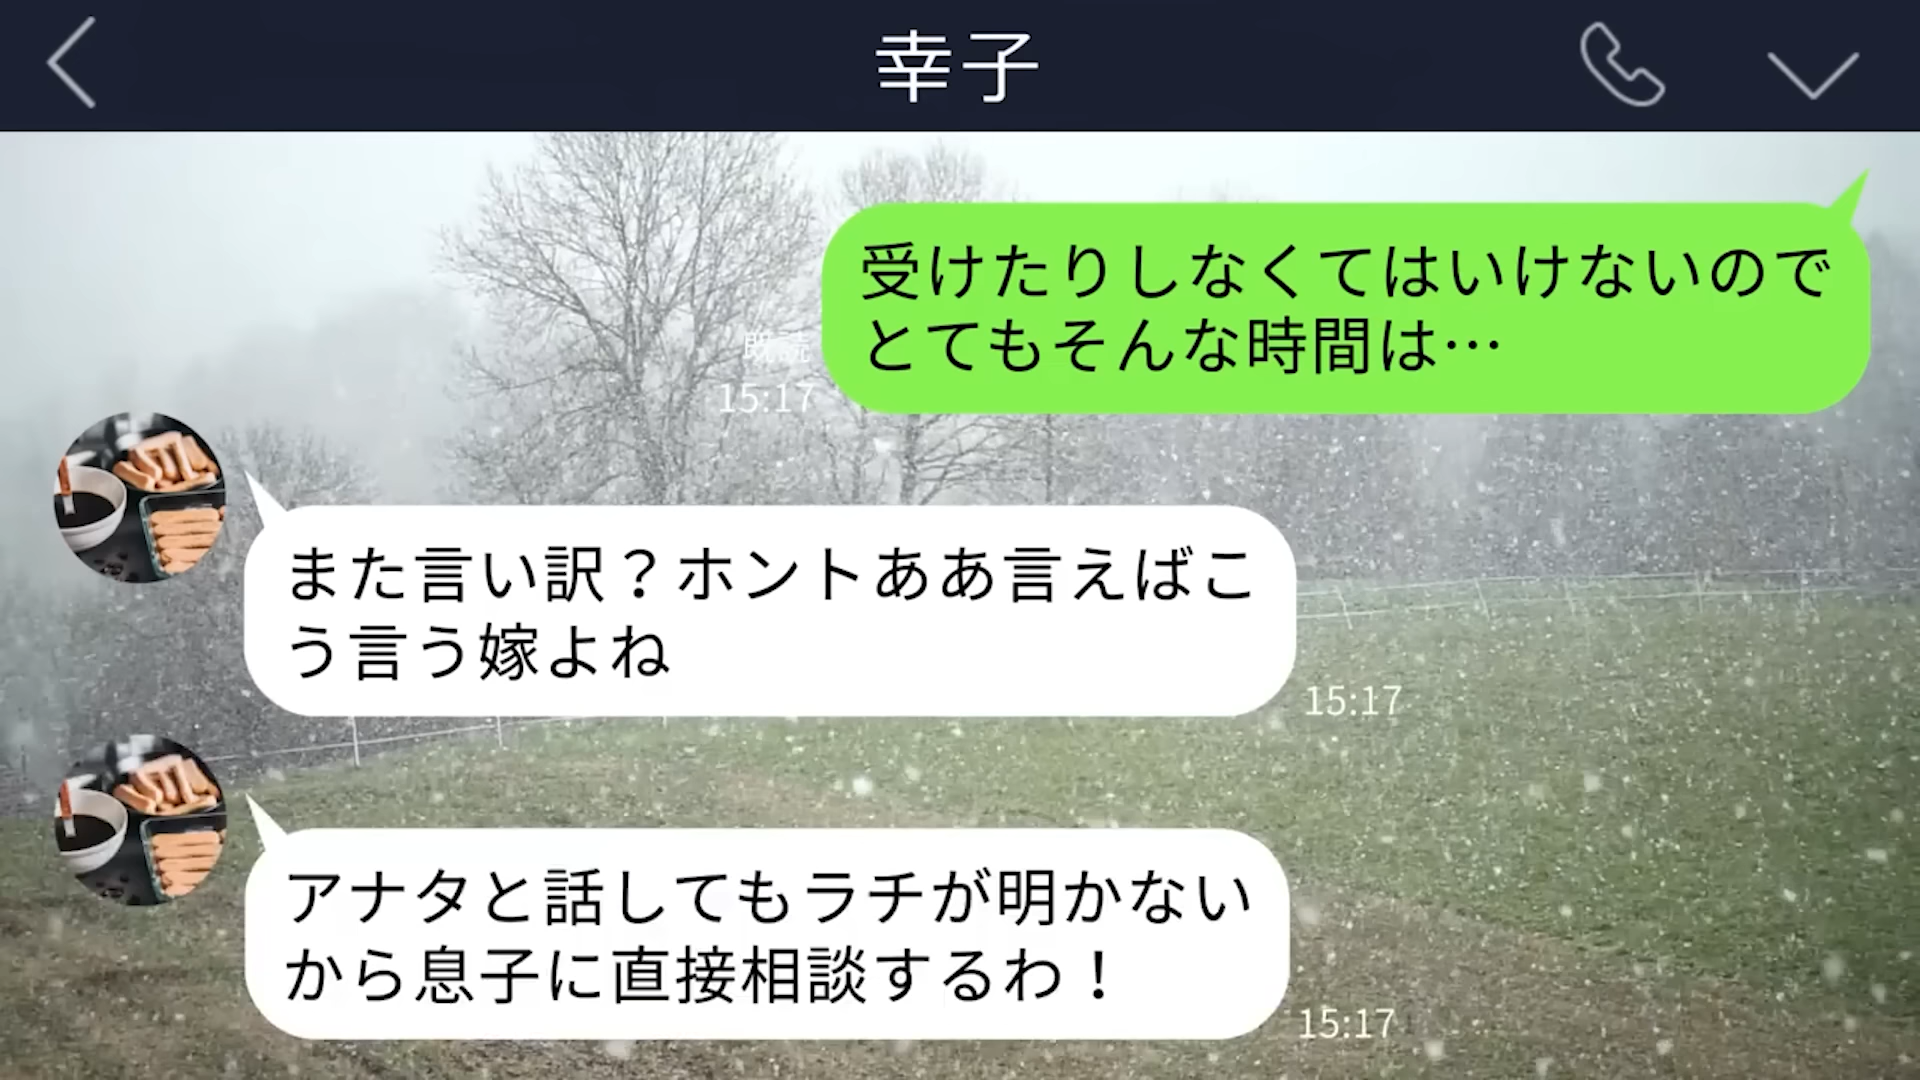 幸子
受けたりしなくてはいけないので
とてもそんな時間は…
既読
15:17
また言い訳？ホントああ言えばこ
う言う嫁よね
15:17
アナタと話してもラチが明かない
から息子に直接相談するわ！
15:17